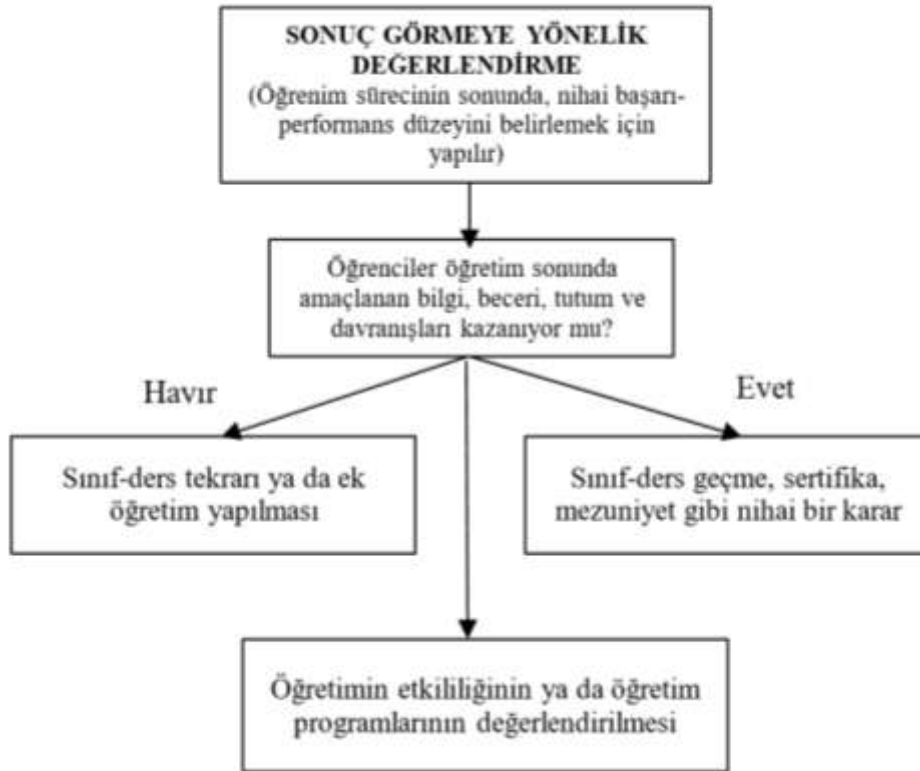 SONUÇ GÖRMEYE YÖNELİK
DEĞERLENDİRME
(Öğrenim sürecinin sonunda, nihai başarı-
performans düzeyini belirlemek için
yapılır)
Öğrenciler öğretim sonunda
amaçlanan bilgi, beceri, tutum ve
davranışları kazanıyor mu?
Havır
Evet
Sınıf-ders tekrarı ya da ek
öğretim yapılması
Sınıf-ders geçme, sertifika,
mezuniyet gibi nihai bir karar
Öğretimin etkililiğinin ya da öğretim
programlarının değerlendirilmesi